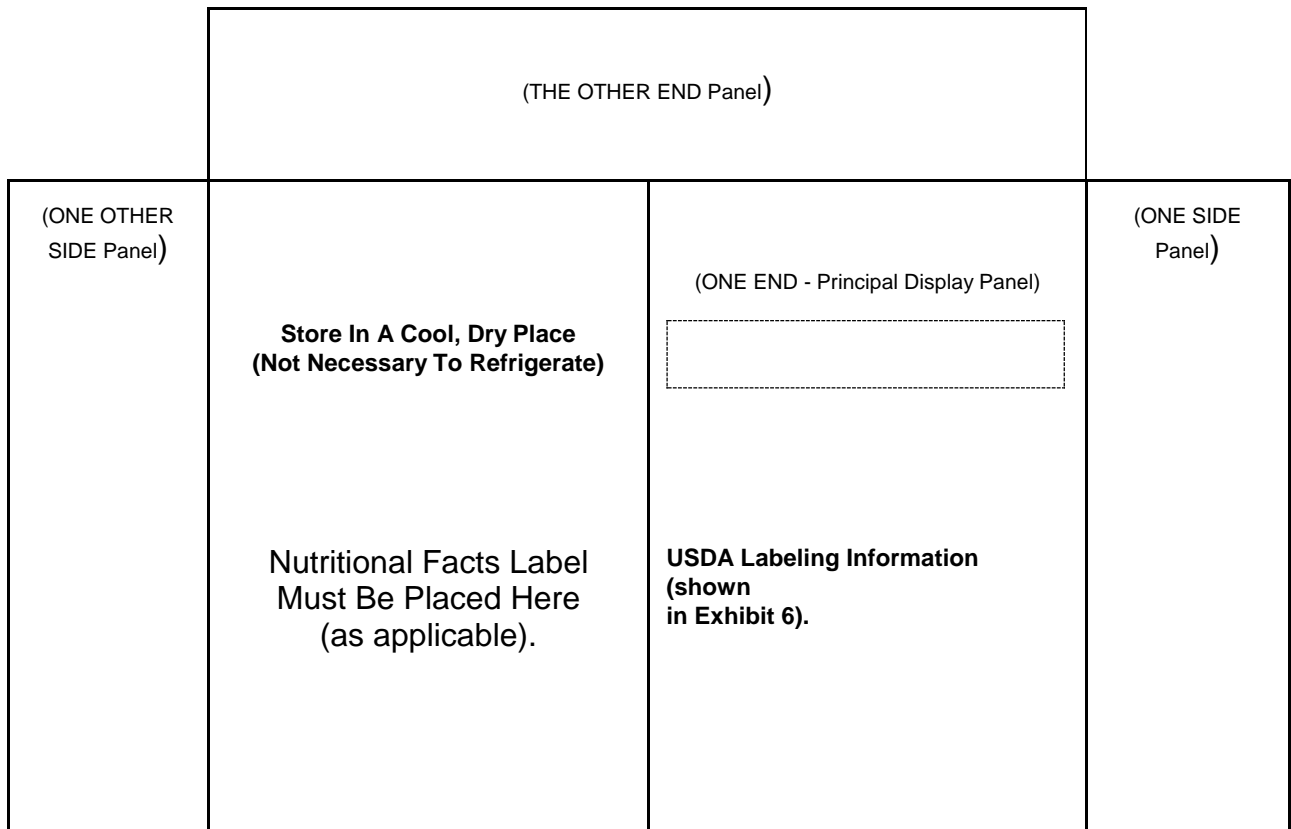 (THE OTHER END Panel)
(ONE OTHER
SIDE Panel)
Store In A Cool, Dry Place
(Not Necessary To Refrigerate)
Nutritional Facts Label
Must Be Placed Here
(as applicable).
(ONE END - Principal Display Panel)
USDA Labeling Information
(shown
in Exhibit 6).
(ONE SIDE
Panel)